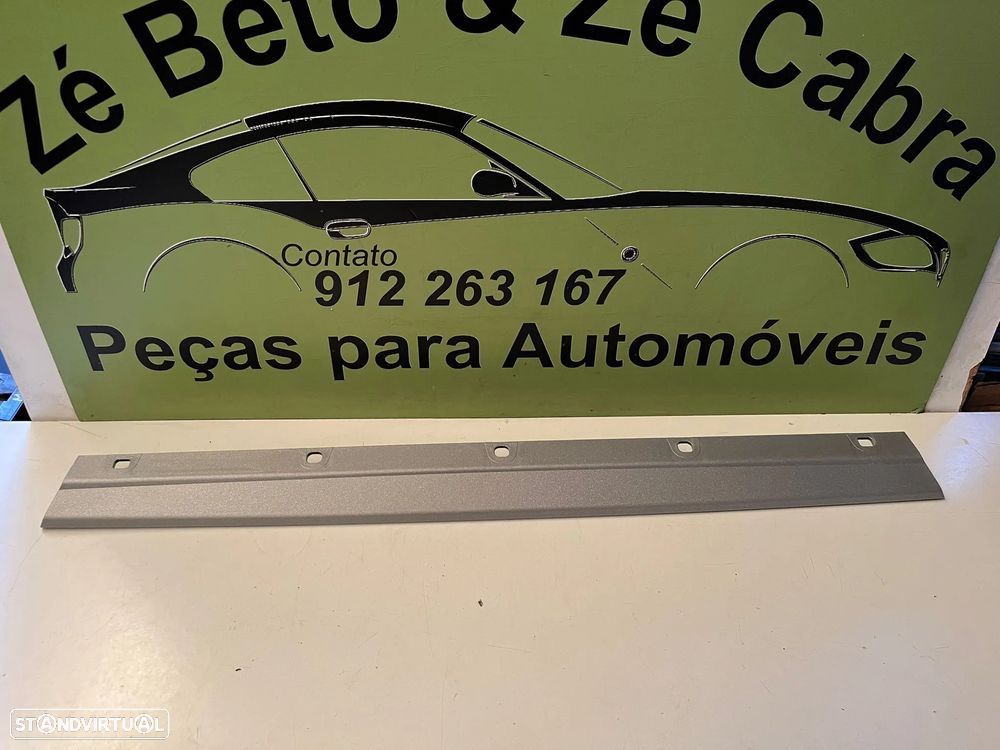 Zé Beto & Zé Cabra
Contato
912 263 167
Peças para Automóveis
STANDVIRTUAL